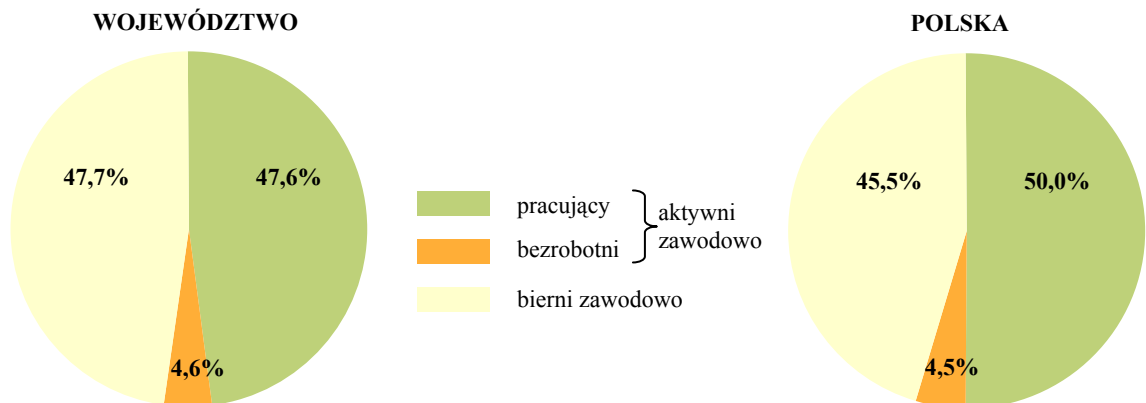 WOJEWÓDZTWO
47,7%
47,6%
4,6%
pracujący
bezrobotni
aktywni
zawodowo
bierni zawodowo
POLSKA
45,5%
50,0%
4,5%